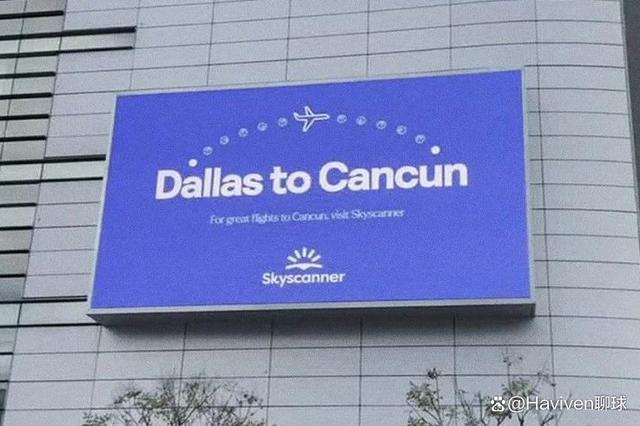 Dallas to Cancun
For great flights to Cancun, visit Skyscanner
Skyscanner
@Haviven聊球